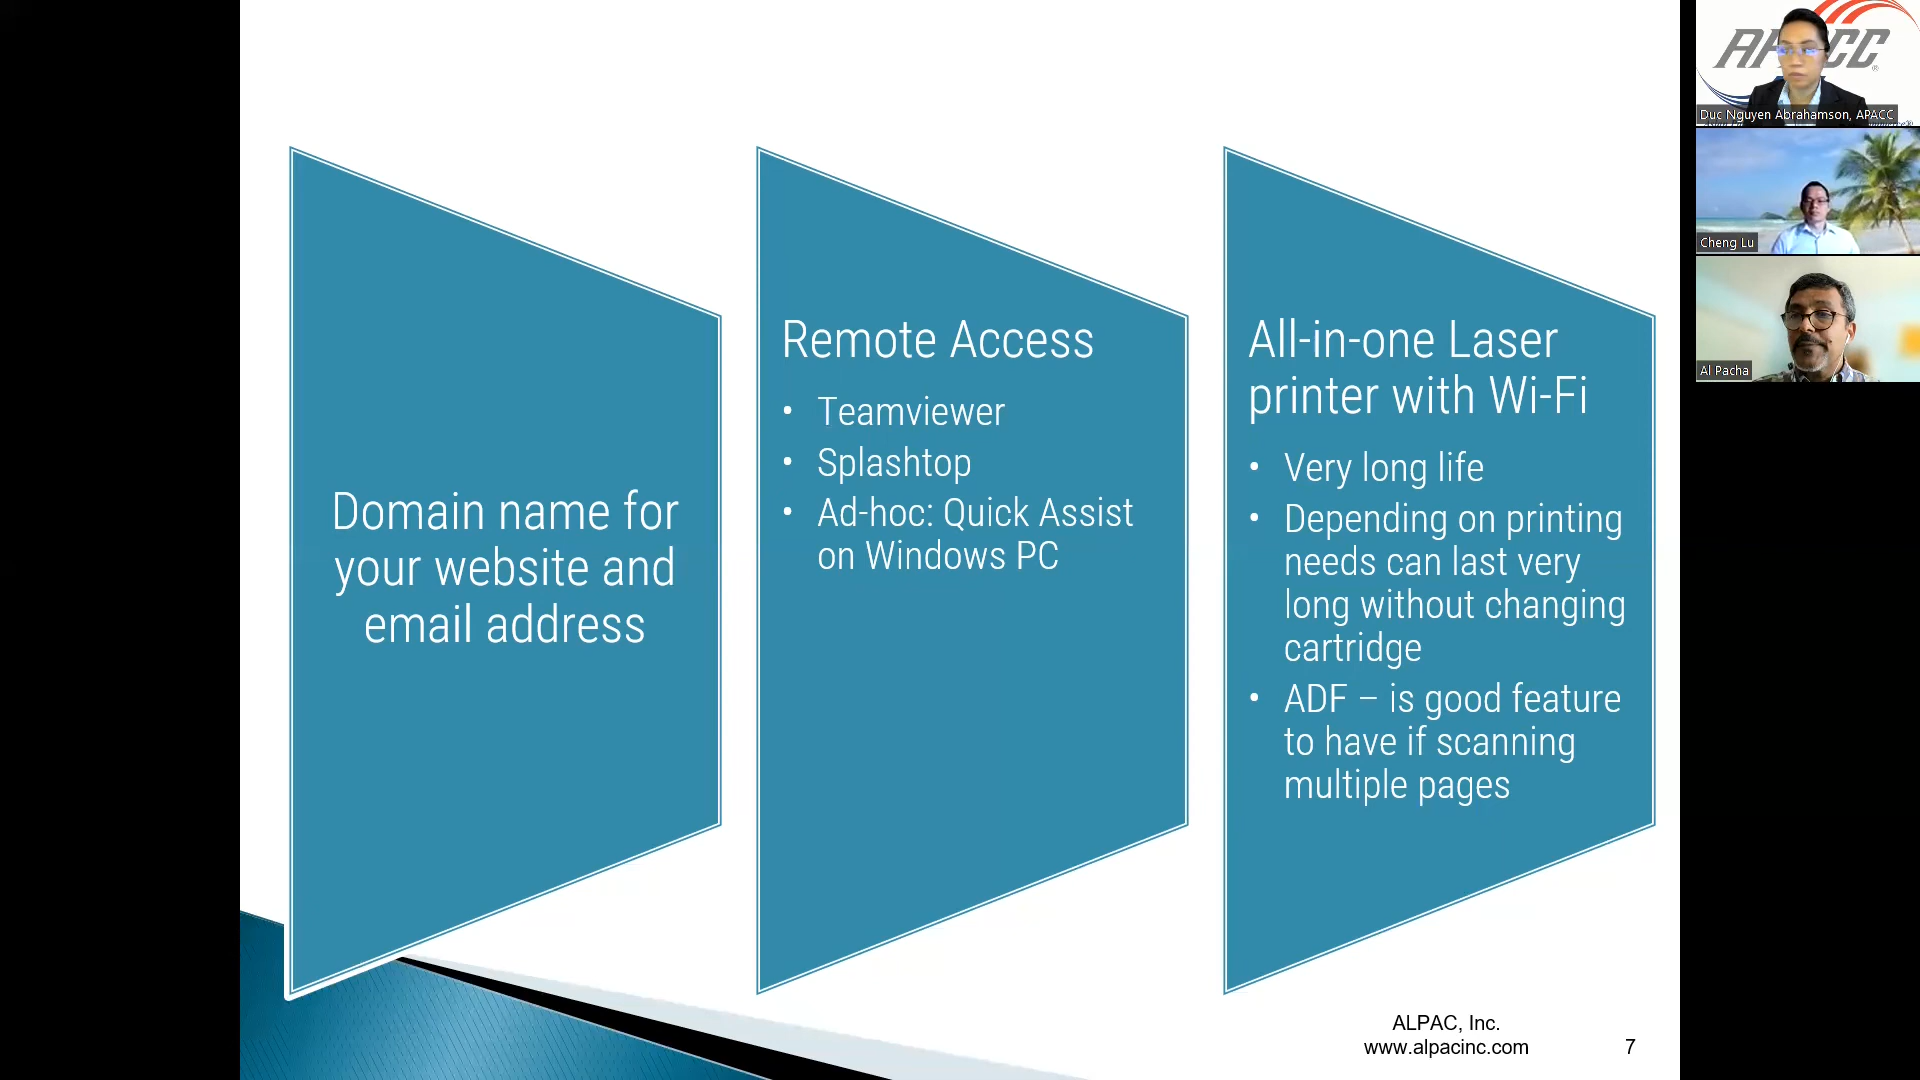 Domain name for
your website and
email address
Remote Access
• Teamviewer
• Splashtop
• Ad-hoc: Quick Assist
on Windows PC
All-in-one Laser
printer with Wi-Fi
• Very long life
• Depending on printing
needs can last very
long without changing
cartridge
• ADF – is good feature
to have if scanning
multiple pages
ALPAC, Inc.
www.alpacinc.com
7
APACC
Duc Nguyen Abrahamson, APACC
Cheng Lu
Al Pacha